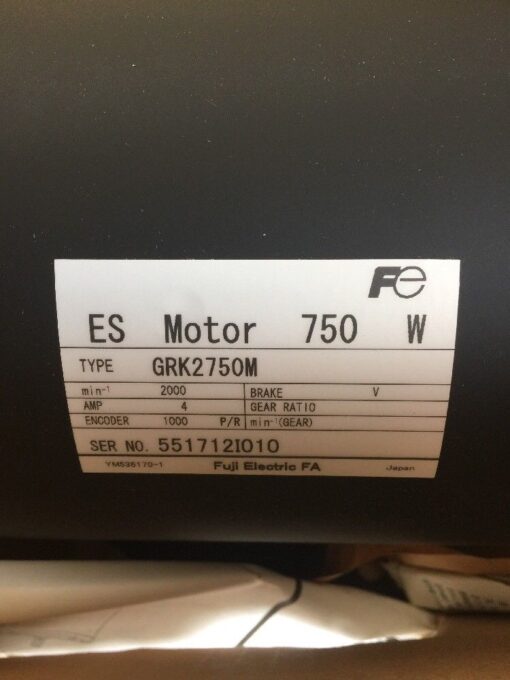 Fe
ES Motor 750 W
TYPE GRK2750M
min-1 2000 BRAKE V
AMP 4 GEAR RATIO
ENCODER 1000 P/R min-1(GEAR)
SER NO. 551712I010
YM536170-1 Fuji Electric FA Japan